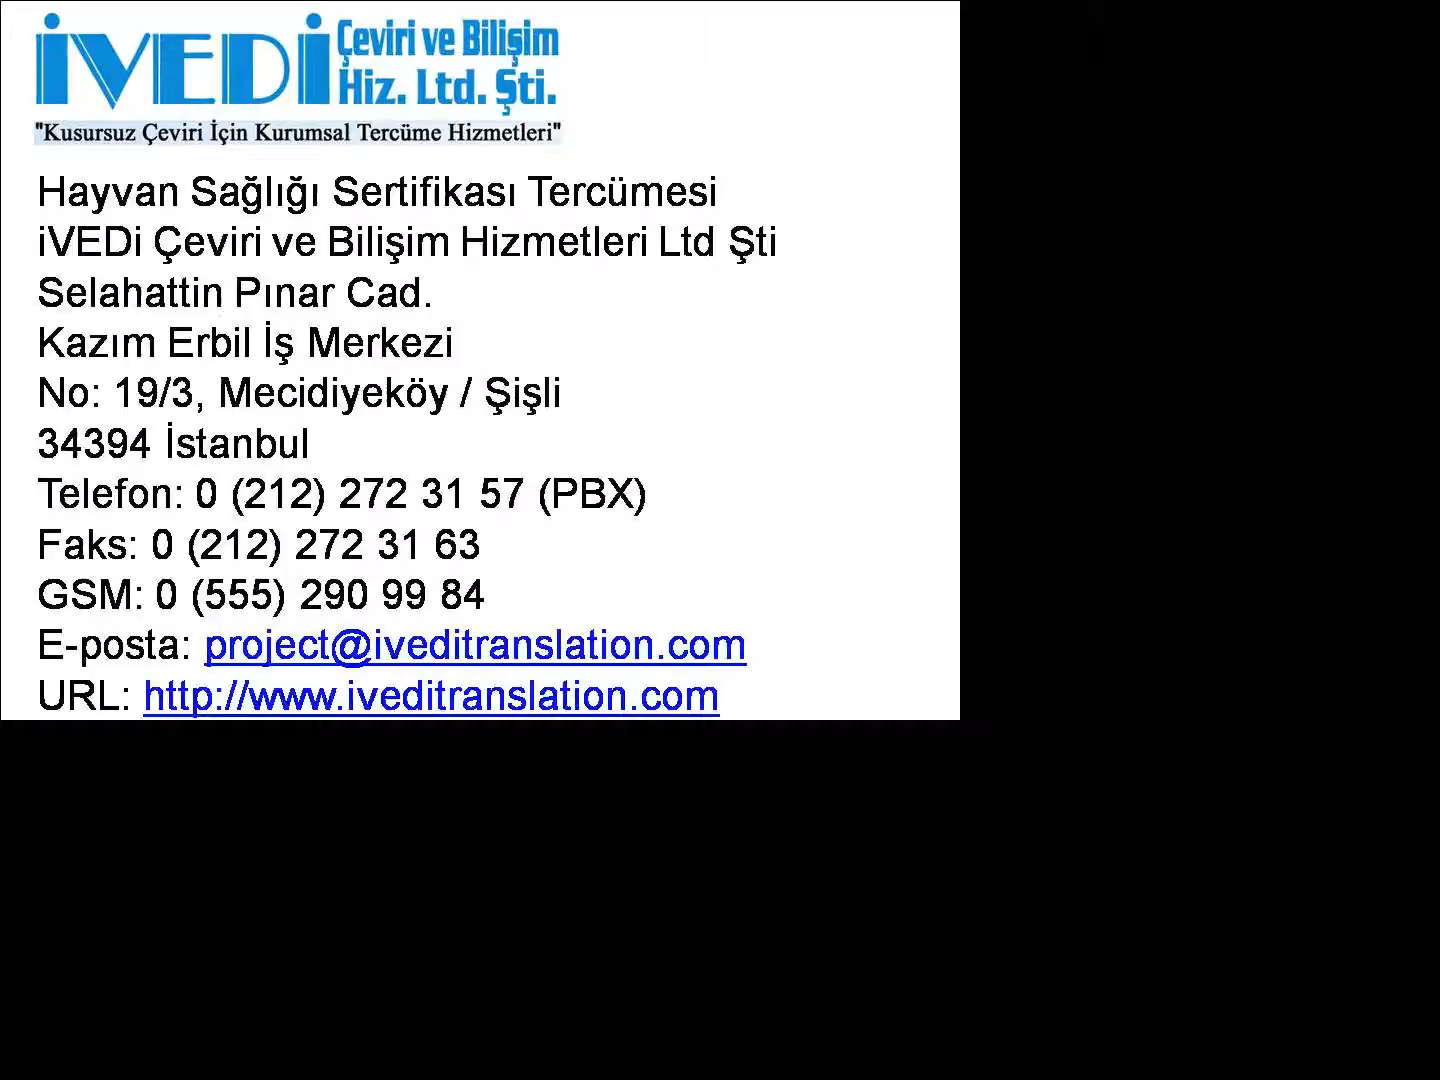 İVEDİ Çeviri ve Bilişim
Hiz. Ltd. Şti.
"Kusursuz Çeviri İçin Kurumsal Tercüme Hizmetleri"
Hayvan Sağlığı Sertifikası Tercümesi
iVEDi Çeviri ve Bilişim Hizmetleri Ltd Şti
Selahattin Pınar Cad.
Kazım Erbil İş Merkezi
No: 19/3, Mecidiyeköy / Şişli
34394 İstanbul
Telefon: 0 (212) 272 31 57 (PBX)
Faks: 0 (212) 272 31 63
GSM: 0 (555) 290 99 84
E-posta: project@iveditranslation.com
URL: http://www.iveditranslation.com